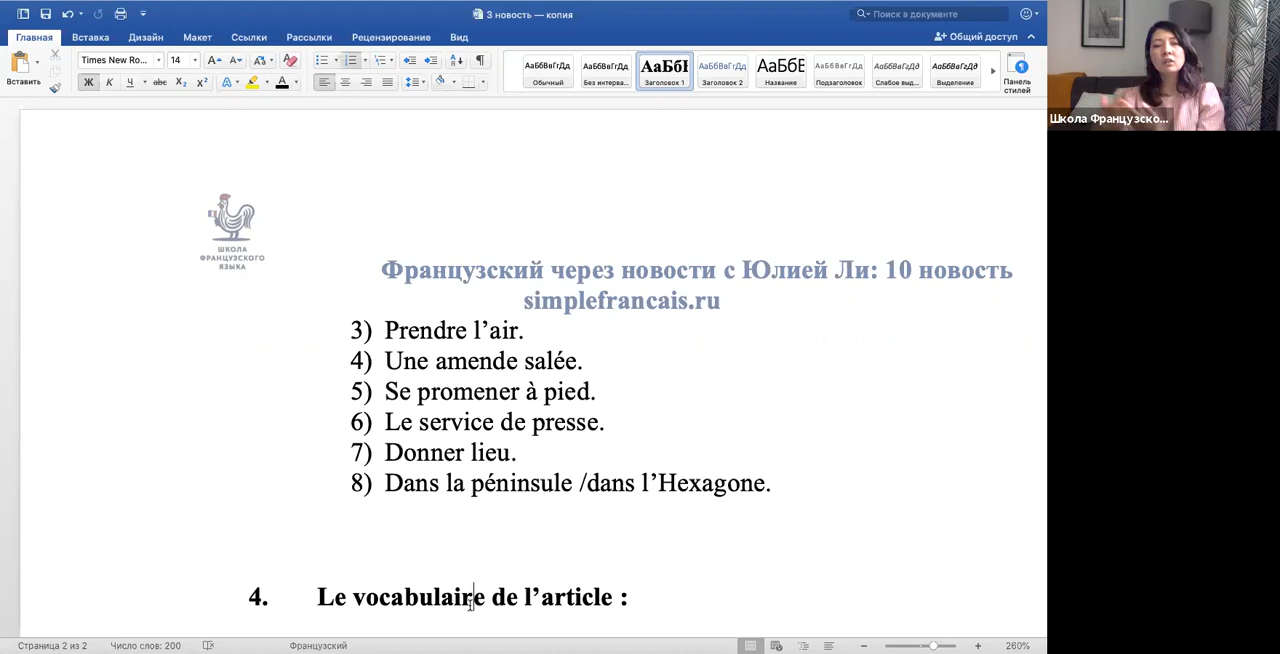 3 новость — копия
Поиск в документе
Главная Вставка Дизайн Макет Ссылки Рассылки Рецензирование Вид
Общий доступ
Вставить
Times New Ro... 14
Ж К Ч abc X₂ X²
АаБбВвГгДд АаБбВвГгДд АаБбІ АаБбВвГгДд АаБбЕ АаБбВвГгДд АаБбВвГгДд АаБбВвГгДд
Обычный Без интерва... Заголовок 1 Заголовок 2 Название Подзаголовок Слабое выд... Выделение
Панель
стилей
Школа Французско...
ШКОЛА
ФРАНЦУЗСКОГО
ЯЗЫКА
Французский через новости с Юлией Ли: 10 новость
simplefrancais.ru
3) Prendre l’air.
4) Une amende salée.
5) Se promener à pied.
6) Le service de presse.
7) Donner lieu.
8) Dans la péninsule /dans l’Hexagone.
4. Le vocabulaire de l’article :
Страница 2 из 2 Число слов: 200 Французский 260%